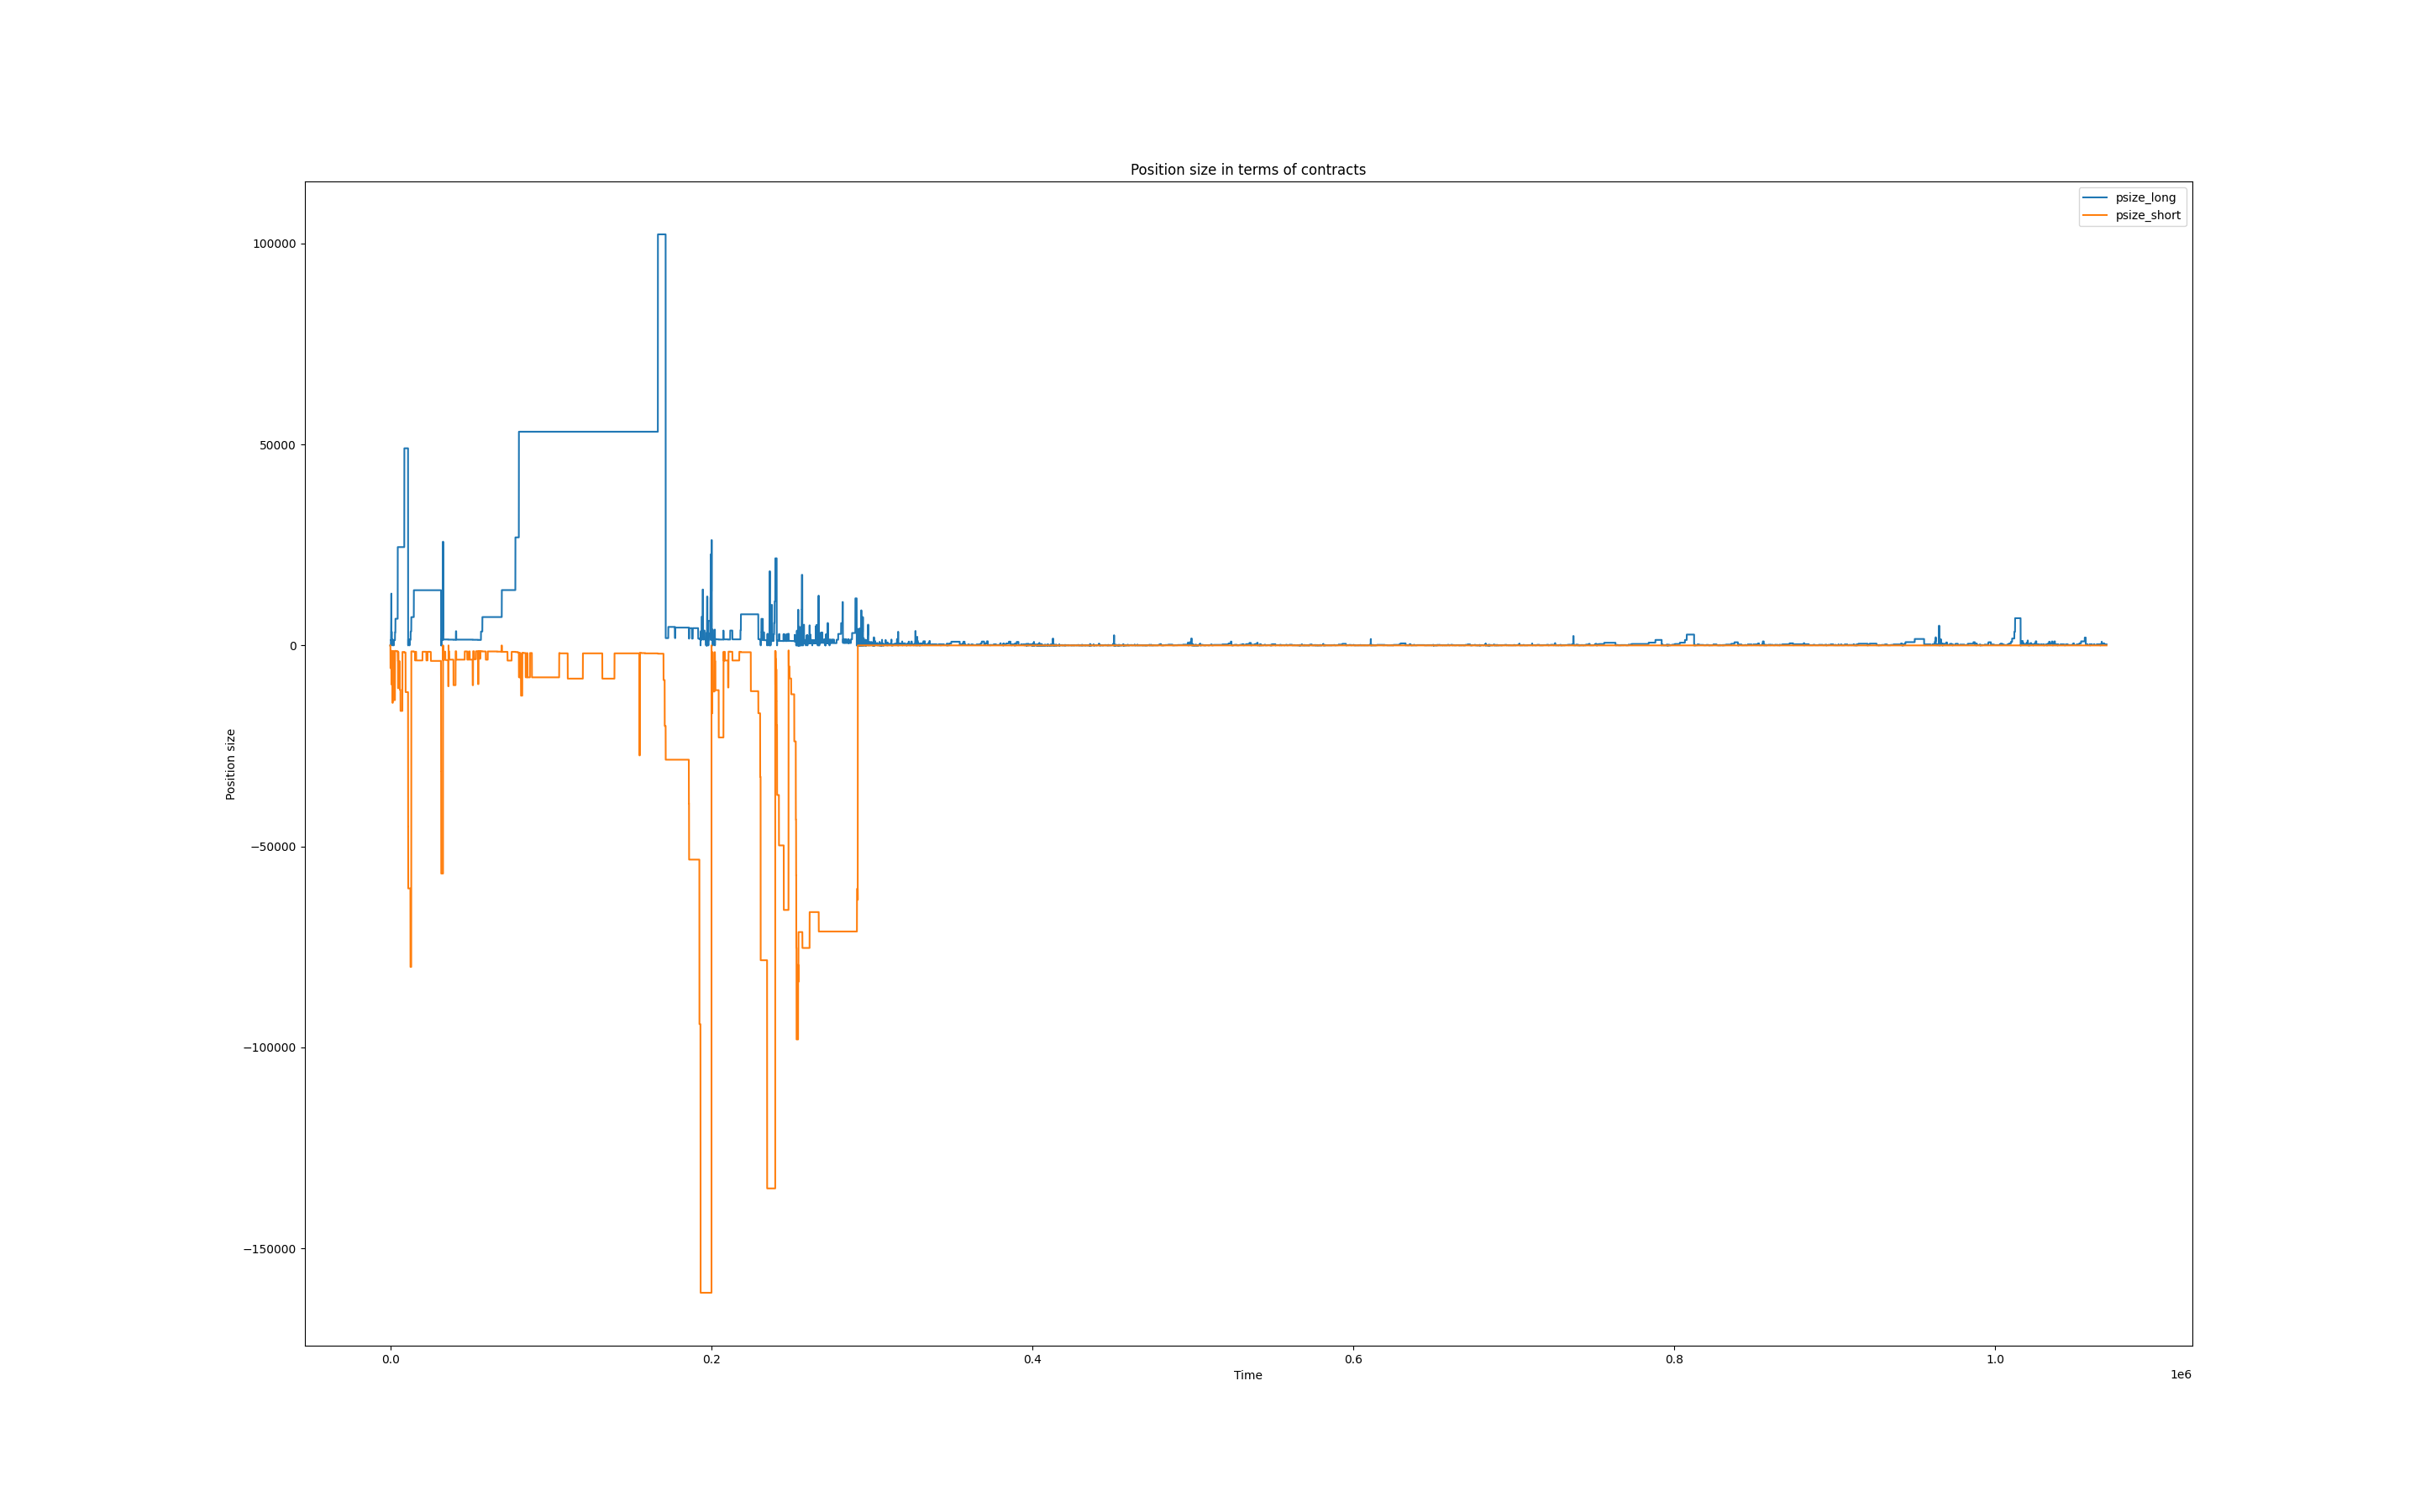 Position size in terms of contracts
psize_long
psize_short
100000
50000
0
−50000
−100000
−150000
Position size
0.0
0.2
0.4
0.6
0.8
1.0
Time
1e6